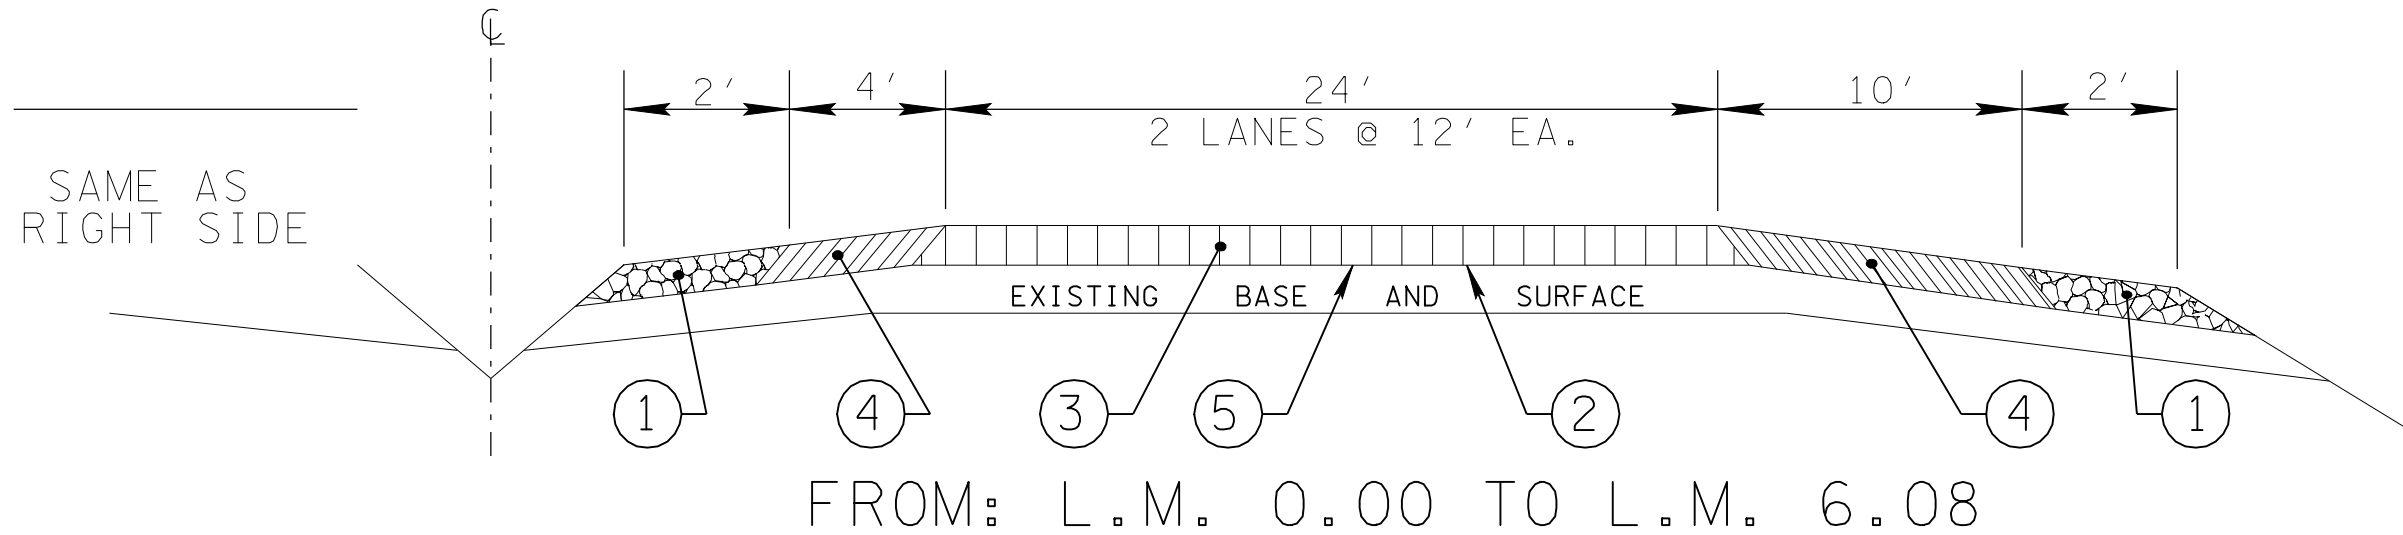 ℄
2' 4' 24' 10' 2'
2 LANES @ 12' EA.
SAME AS
RIGHT SIDE
EXISTING BASE AND SURFACE
1 4 3 5 2 4 1
FROM: L.M. 0.00 TO L.M. 6.08